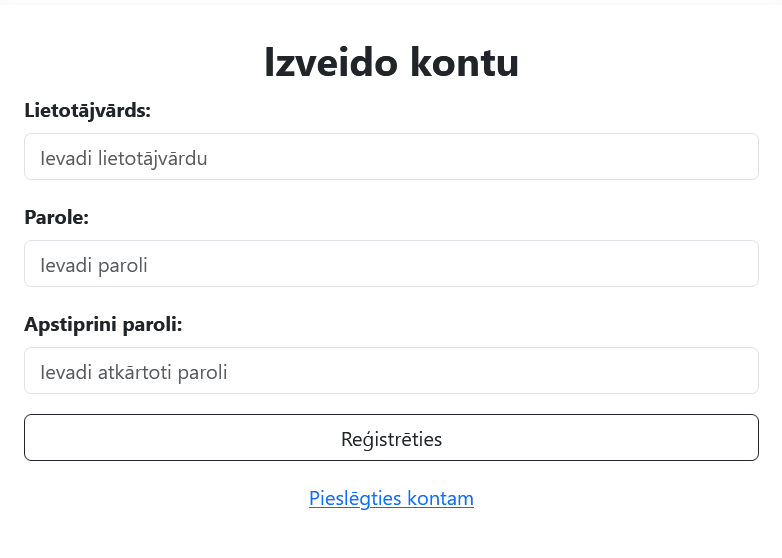 Izveido kontu
Lietotājvārds:
Ievadi lietotājvārdu
Parole:
Ievadi paroli
Apstiprini paroli:
Ievadi atkārtoti paroli
Reģistrēties
Pieslēgties kontam